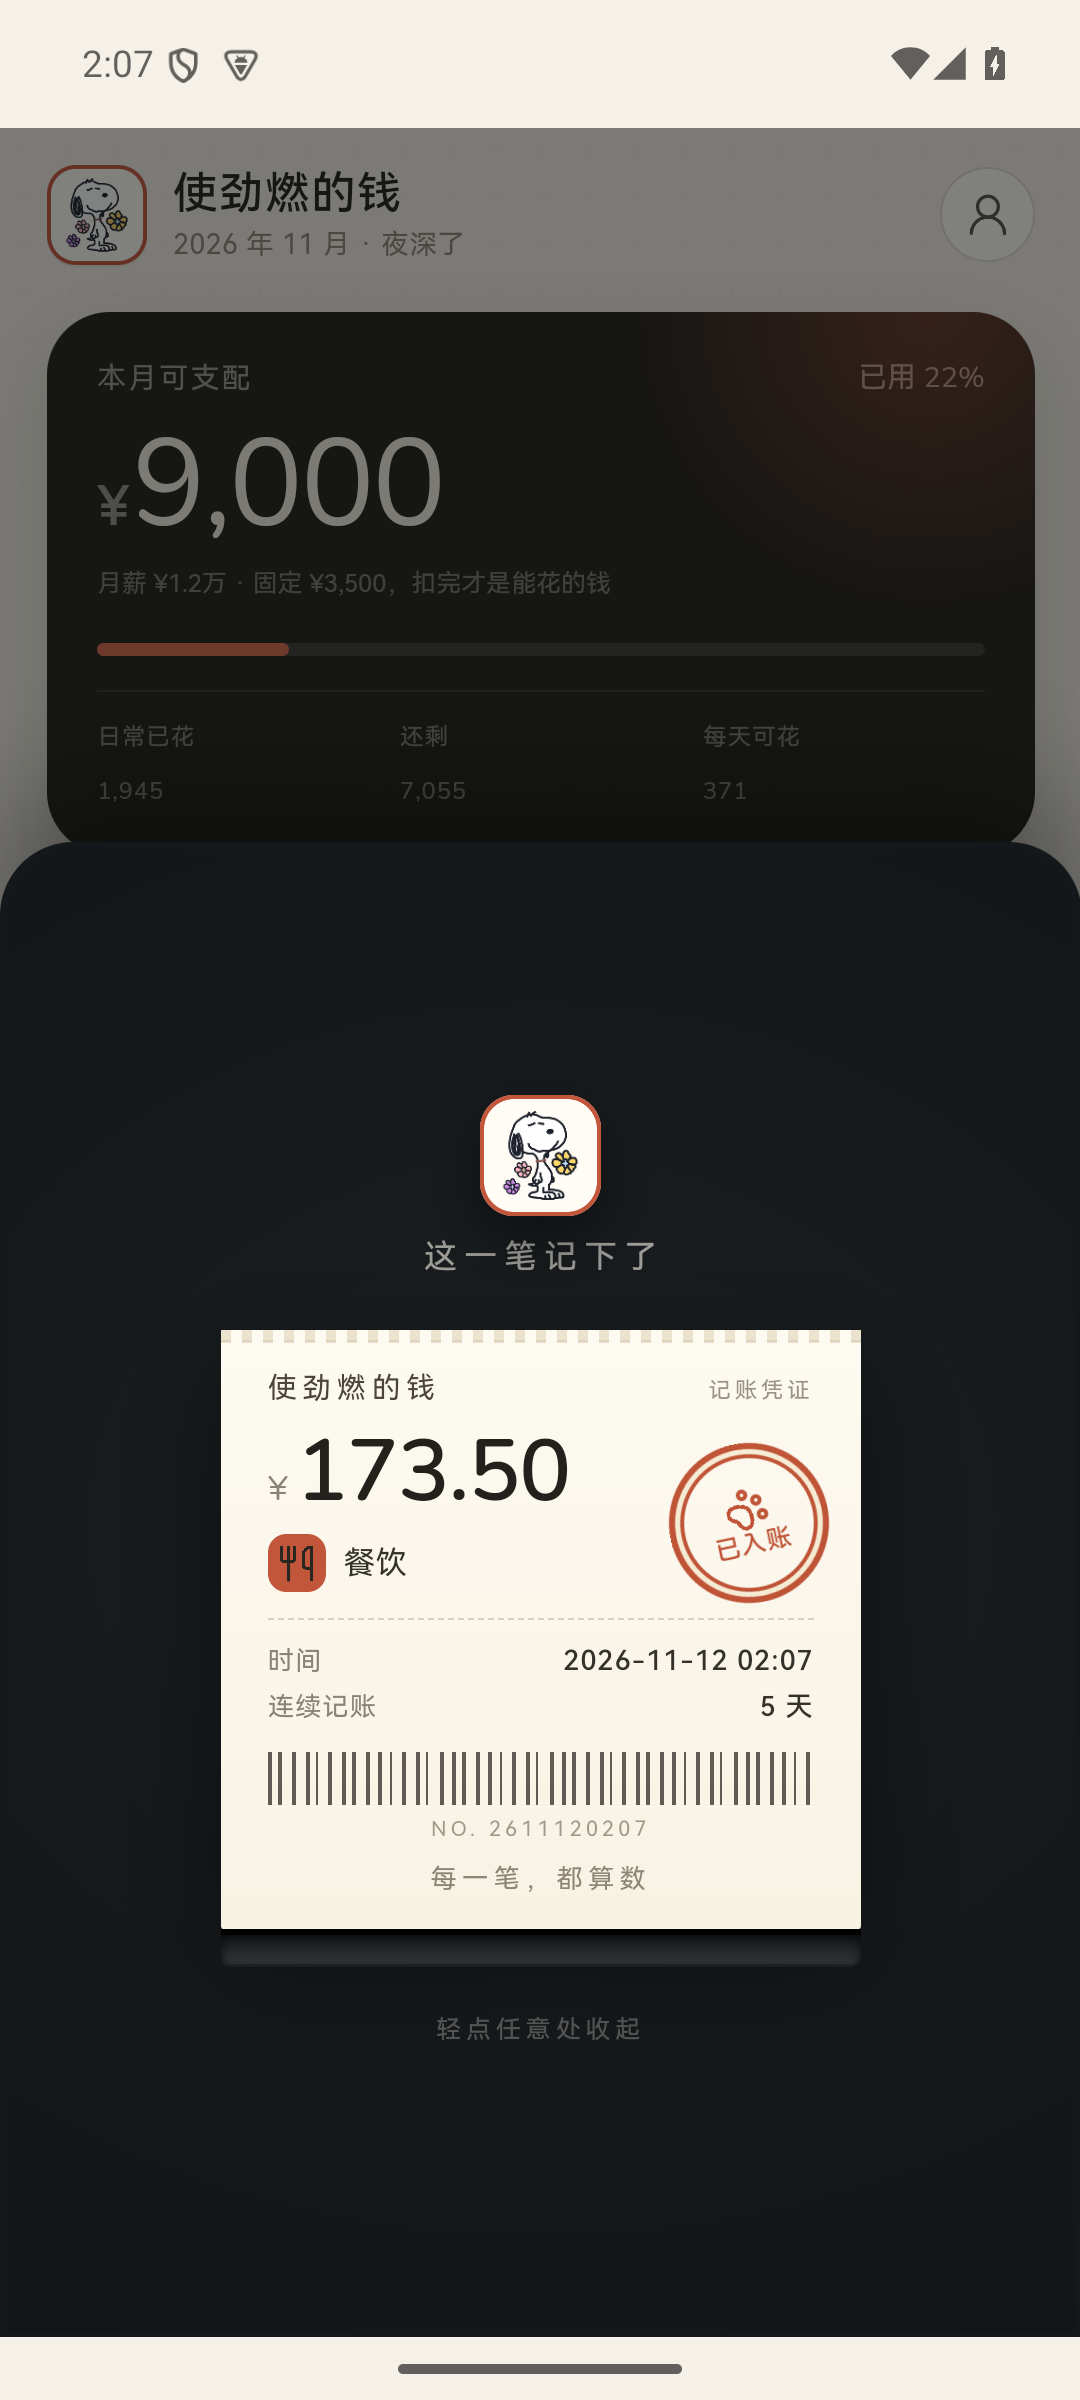 2:07
使劲燃的钱
2026 年 11 月 · 夜深了
本月可支配
已用 22%
¥9,000
月薪 ¥1.2万 · 固定 ¥3,500，扣完才是能花的钱
日常已花 还剩 每天可花
1,945 7,055 371
这一笔记下了
使劲燃的钱
记账凭证
¥ 173.50
已入账
餐饮
时间 2026-11-12 02:07
连续记账 5 天
NO. 2611120207
每一笔，都算数
轻点任意处收起